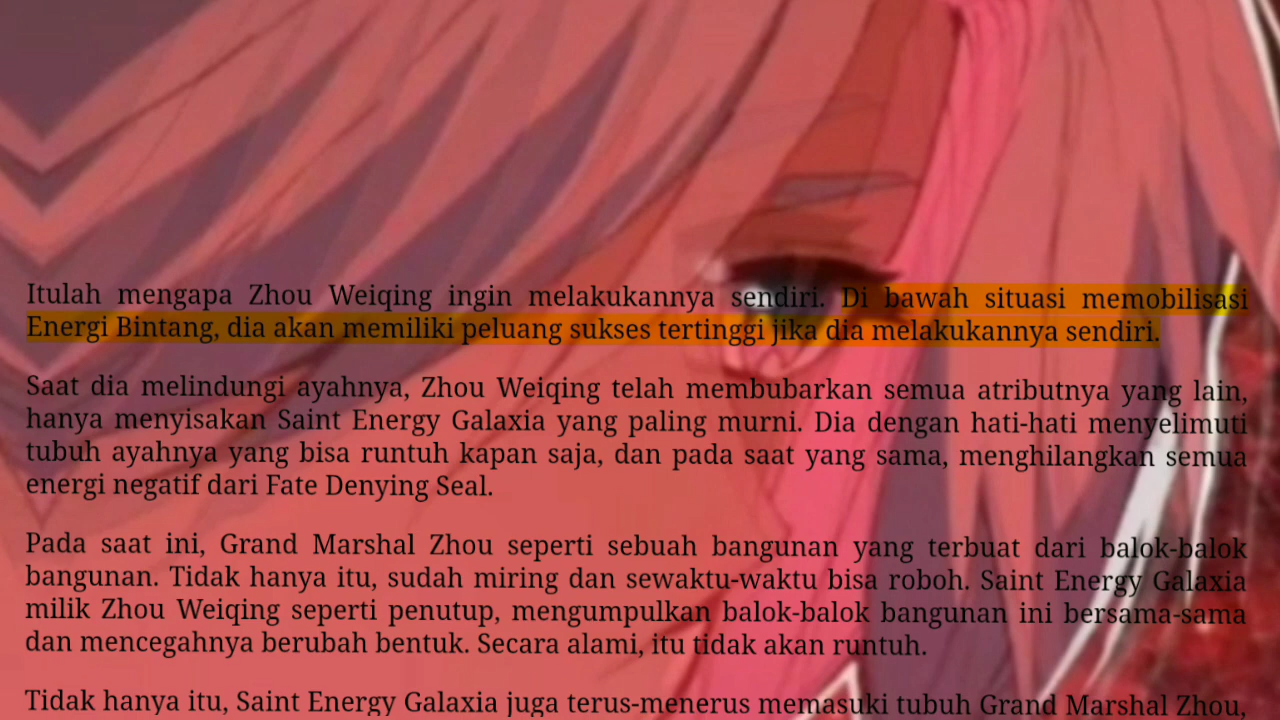 Itulah mengapa Zhou Weiqing ingin melakukannya sendiri. Di bawah situasi memobilisasi
Energi Bintang, dia akan memiliki peluang sukses tertinggi jika dia melakukannya sendiri.
Saat dia melindungi ayahnya, Zhou Weiqing telah membubarkan semua atributnya yang lain,
hanya menyisakan Saint Energy Galaxia yang paling murni. Dia dengan hati-hati menyelimuti
tubuh ayahnya yang bisa runtuh kapan saja, dan pada saat yang sama, menghilangkan semua
energi negatif dari Fate Denying Seal.
Pada saat ini, Grand Marshal Zhou seperti sebuah bangunan yang terbuat dari balok-balok
bangunan. Tidak hanya itu, sudah miring dan sewaktu-waktu bisa roboh. Saint Energy Galaxia
milik Zhou Weiqing seperti penutup, mengumpulkan balok-balok bangunan ini bersama-sama
dan mencegahnya berubah bentuk. Secara alami, itu tidak akan runtuh.
Tidak hanya itu, Saint Energy Galaxia juga terus-menerus memasuki tubuh Grand Marshal Zhou,